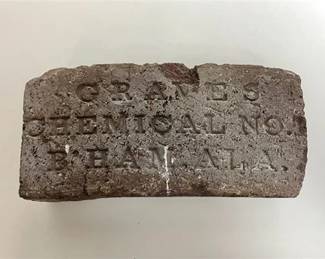 GRAVES
CHEMICAL NO.
B'HAM. ALA.